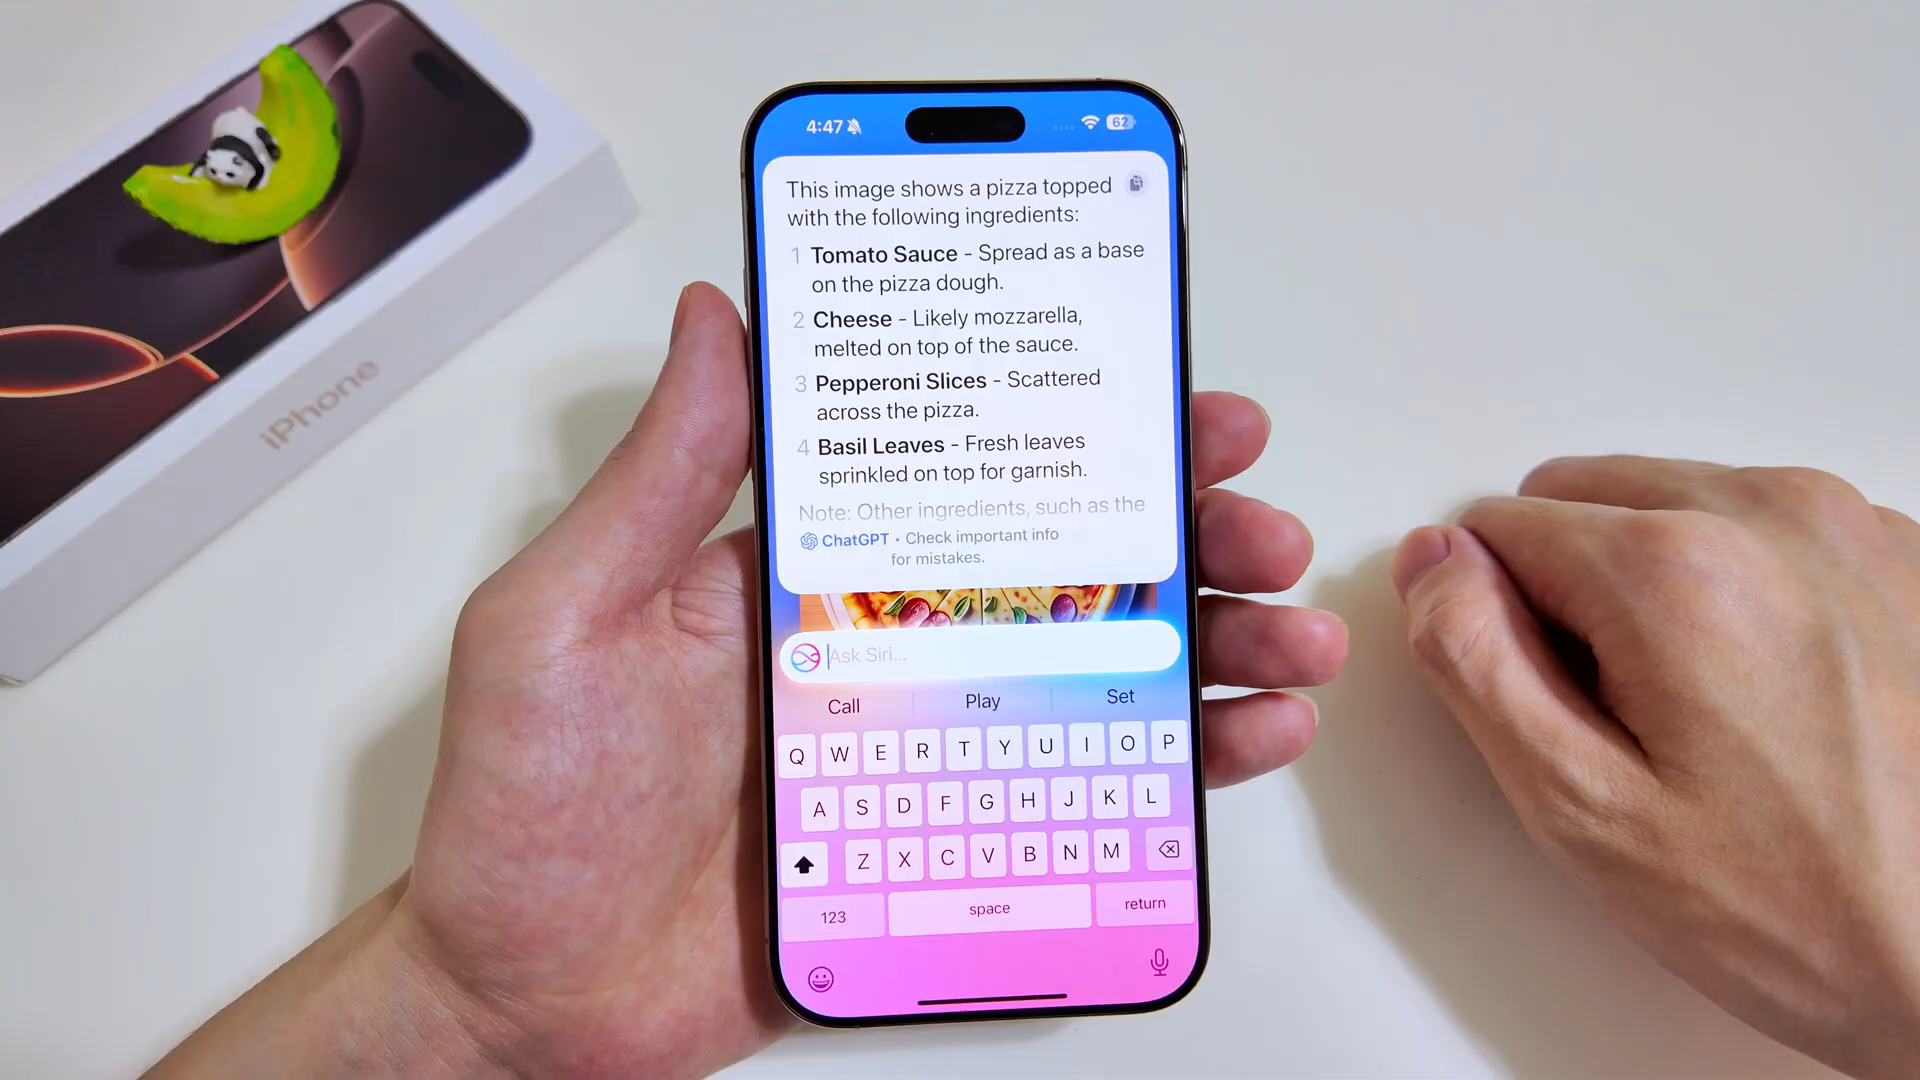 iPhone
4:47
62
This image shows a pizza topped
with the following ingredients:
1 Tomato Sauce - Spread as a base
on the pizza dough.
2 Cheese - Likely mozzarella,
melted on top of the sauce.
3 Pepperoni Slices - Scattered
across the pizza.
4 Basil Leaves - Fresh leaves
sprinkled on top for garnish.
Note: Other ingredients, such as the
ChatGPT • Check important info
for mistakes.
Ask Siri...
Call Play Set
Q W E R T Y U I O P
A S D F G H J K L
Z X C V B N M
123 space return